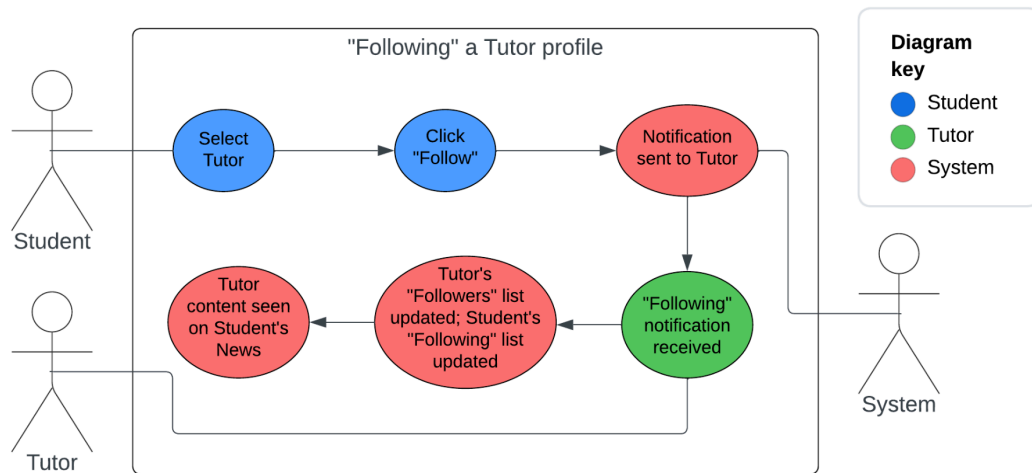 "Following" a Tutor profile
Diagram
key
Student
Tutor
System
Select
Tutor
Click
"Follow"
Notification
sent to Tutor
Student
Tutor
content seen
on Student's
News
Tutor's
"Followers" list
updated; Student's
"Following" list
updated
"Following"
notification
received
System
Tutor